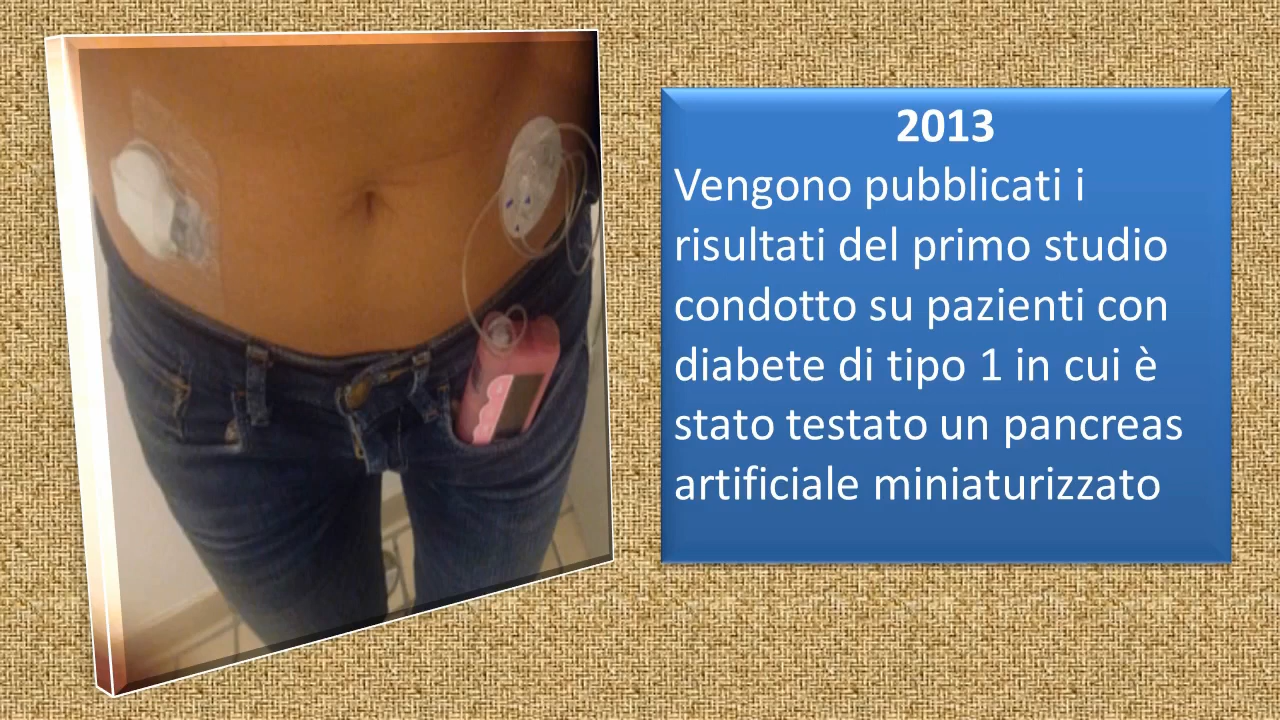 2013
Vengono pubblicati i
risultati del primo studio
condotto su pazienti con
diabete di tipo 1 in cui è
stato testato un pancreas
artificiale miniaturizzato